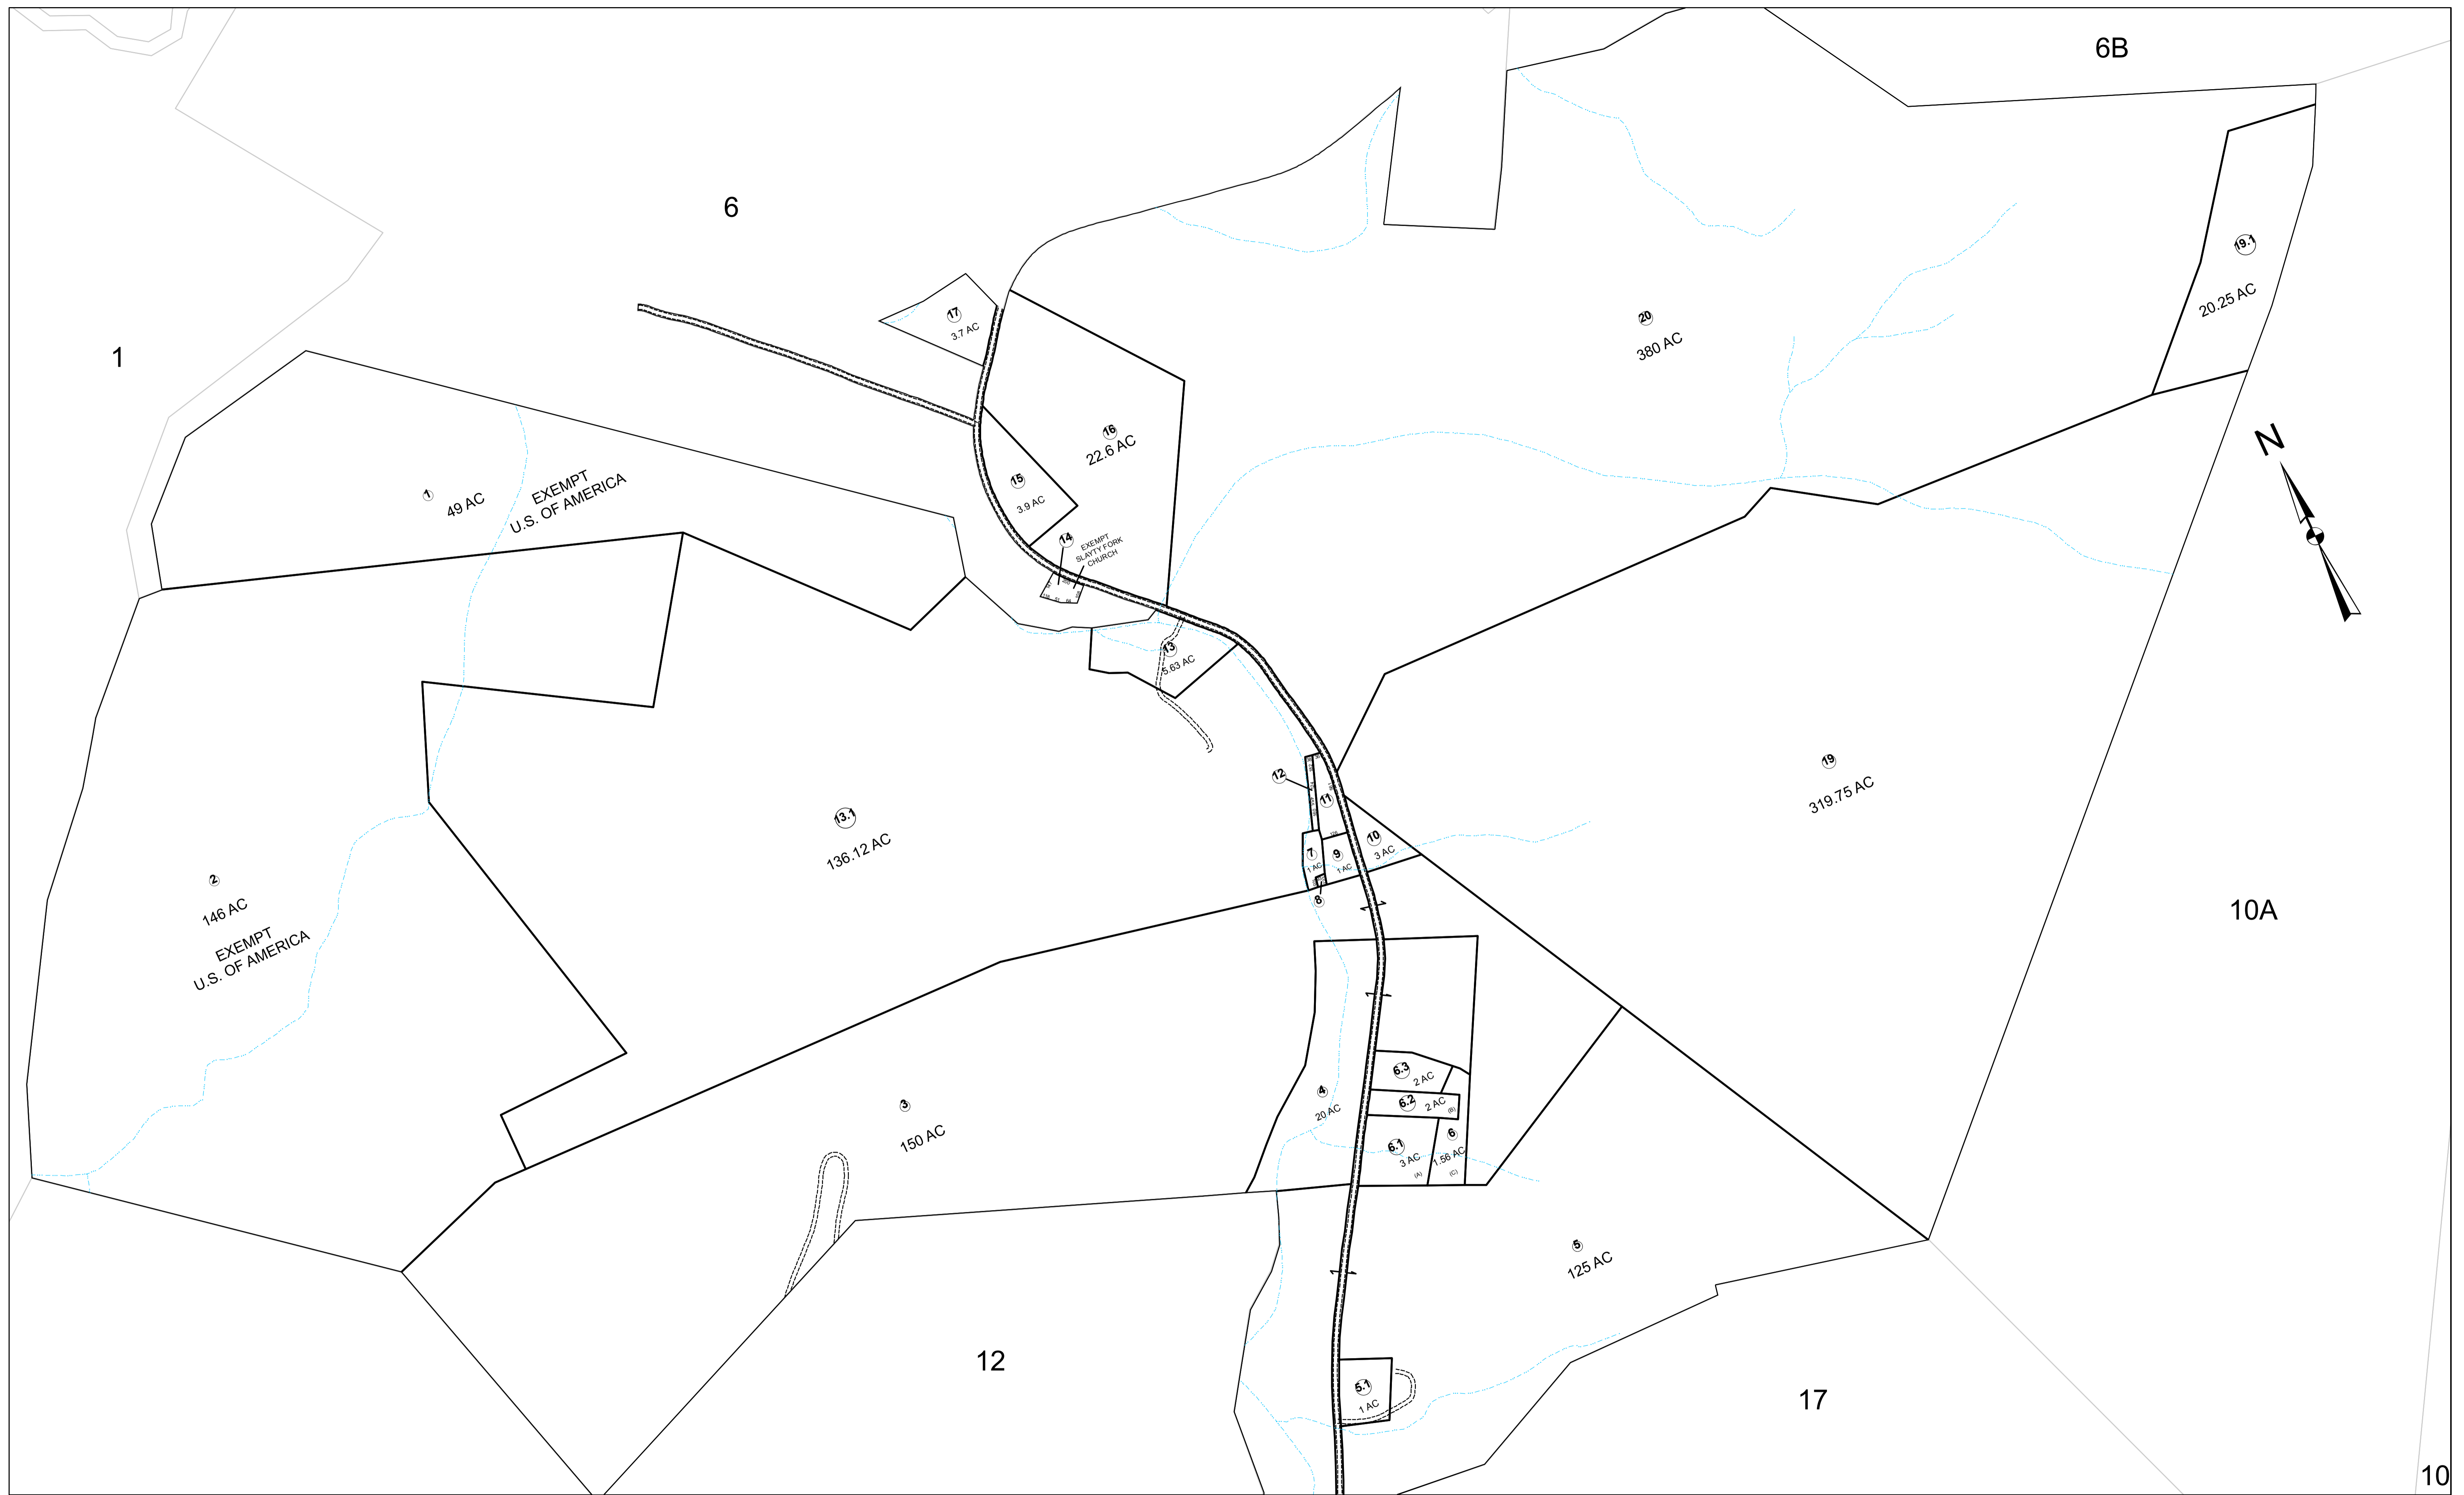 6B
6
19.1
20.25 AC
17
3.7 AC
20
380 AC
1
16
22.6 AC
N
15
3.9 AC
1
49 AC
EXEMPT
U.S. OF AMERICA
14
EXEMPT
SLATY FORK
CHURCH
13
5.63 AC
12
11
19
319.75 AC
13.1
136.12 AC
10
3 AC
7
1 AC
9
1 AC
8
2
146 AC
EXEMPT
U.S. OF AMERICA
10A
6.3
2 AC
4
20 AC
6.2
2 AC
(B)
3
150 AC
6.1
3 AC
(A)
6
1.56 AC
(C)
5
125 AC
12
5.1
1 AC
17
10